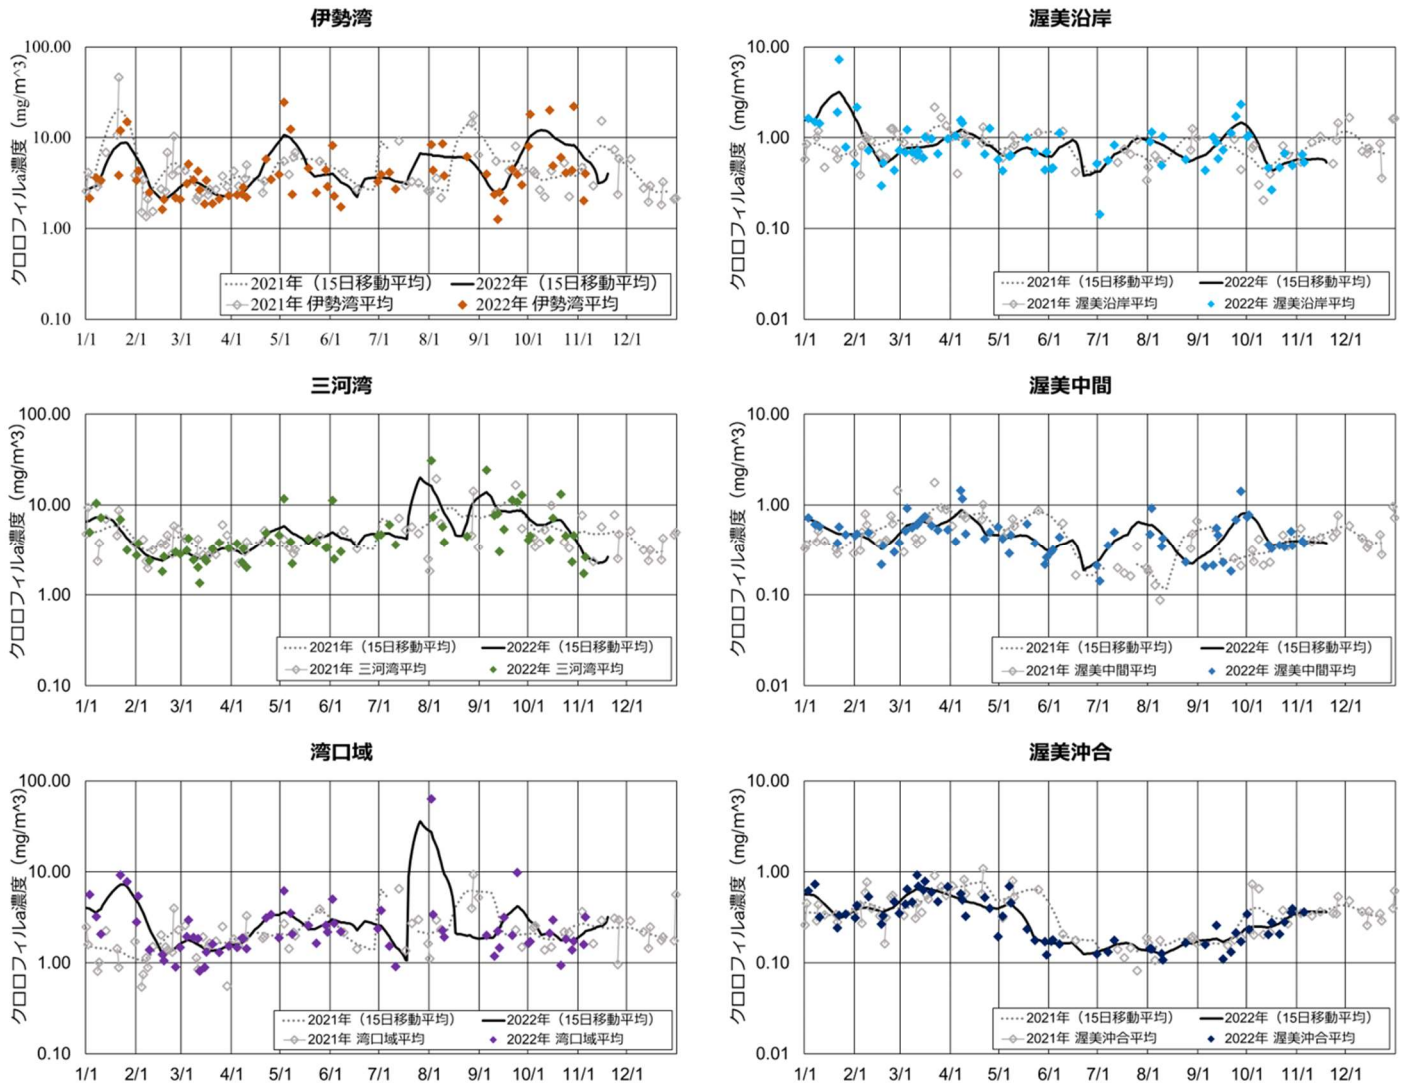 伊勢湾
クロロフィルa濃度（mg/m^3）
100.00
10.00
1.00
0.10
1/1 2/1 3/1 4/1 5/1 6/1 7/1 8/1 9/1 10/1 11/1 12/1
2021年（15日移動平均） 2022年（15日移動平均）
2021年 伊勢湾平均 2022年 伊勢湾平均
渥美沿岸
クロロフィルa濃度（mg/m^3）
10.00
1.00
0.10
0.01
1/1 2/1 3/1 4/1 5/1 6/1 7/1 8/1 9/1 10/1 11/1 12/1
2021年（15日移動平均） 2022年（15日移動平均）
2021年 渥美沿岸平均 2022年 渥美沿岸平均
三河湾
クロロフィルa濃度（mg/m^3）
100.00
10.00
1.00
0.10
1/1 2/1 3/1 4/1 5/1 6/1 7/1 8/1 9/1 10/1 11/1 12/1
2021年（15日移動平均） 2022年（15日移動平均）
2021年 三河湾平均 2022年 三河湾平均
渥美中間
クロロフィルa濃度（mg/m^3）
10.00
1.00
0.10
0.01
1/1 2/1 3/1 4/1 5/1 6/1 7/1 8/1 9/1 10/1 11/1 12/1
2021年（15日移動平均） 2022年（15日移動平均）
2021年 渥美中間平均 2022年 渥美中間平均
湾口域
クロロフィルa濃度（mg/m^3）
100.00
10.00
1.00
0.10
1/1 2/1 3/1 4/1 5/1 6/1 7/1 8/1 9/1 10/1 11/1 12/1
2021年（15日移動平均） 2022年（15日移動平均）
2021年 湾口域平均 2022年 湾口域平均
渥美沖合
クロロフィルa濃度（mg/m^3）
10.00
1.00
0.10
0.01
1/1 2/1 3/1 4/1 5/1 6/1 7/1 8/1 9/1 10/1 11/1 12/1
2021年（15日移動平均） 2022年（15日移動平均）
2021年 渥美沖合平均 2022年 渥美沖合平均